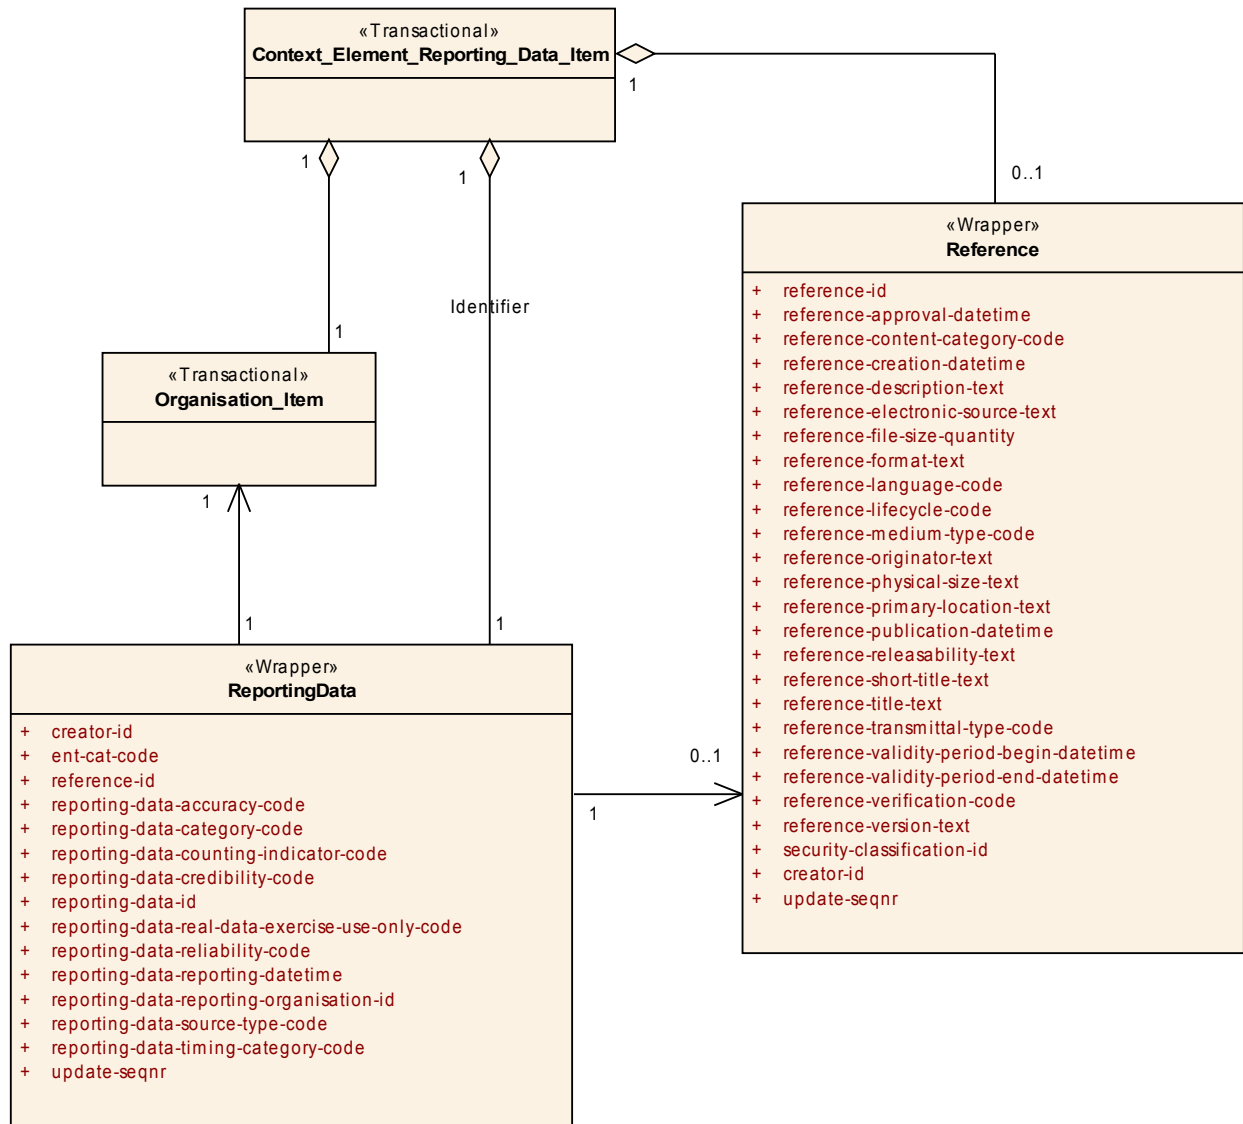 «Transactional»
Context_Element_Reporting_Data_Item
1
1
1
0..1
«Wrapper»
Reference
+ reference-id
+ reference-approval-datetime
+ reference-content-category-code
+ reference-creation-datetime
+ reference-description-text
+ reference-electronic-source-text
+ reference-file-size-quantity
+ reference-format-text
+ reference-language-code
+ reference-lifecycle-code
+ reference-medium-type-code
+ reference-originator-text
+ reference-physical-size-text
+ reference-primary-location-text
+ reference-publication-datetime
+ reference-releasability-text
+ reference-short-title-text
+ reference-title-text
+ reference-transmittal-type-code
+ reference-validity-period-begin-datetime
+ reference-validity-period-end-datetime
+ reference-verification-code
+ reference-version-text
+ security-classification-id
+ creator-id
+ update-seqnr
Identifier
1
«Transactional»
Organisation_Item
1
1
1
«Wrapper»
ReportingData
+ creator-id
+ ent-cat-code
+ reference-id
+ reporting-data-accuracy-code
+ reporting-data-category-code
+ reporting-data-counting-indicator-code
+ reporting-data-credibility-code
+ reporting-data-id
+ reporting-data-real-data-exercise-use-only-code
+ reporting-data-reliability-code
+ reporting-data-reporting-datetime
+ reporting-data-reporting-organisation-id
+ reporting-data-source-type-code
+ reporting-data-timing-category-code
+ update-seqnr
0..1
1